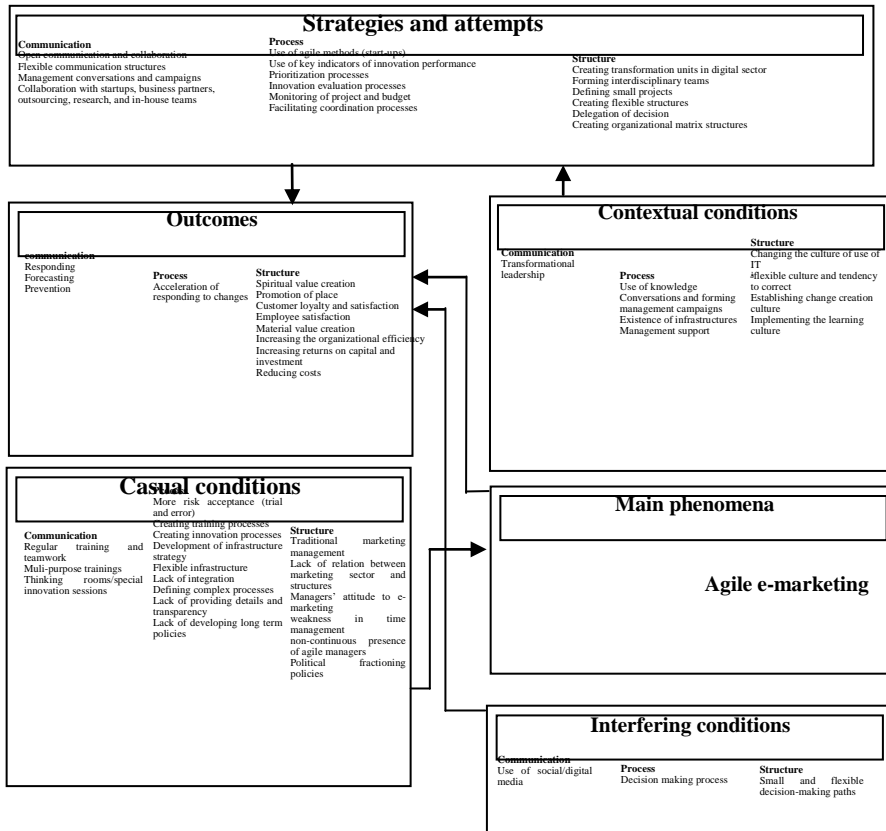 Strategies and attempts
Communication
Open communication and collaboration
Flexible communication structures
Management conversations and campaigns
Collaboration with startups, business partners,
outsourcing, research, and in-house teams
Process
Use of agile methods (start-ups)
Use of key indicators of innovation performance
Prioritization processes
Innovation evaluation processes
Monitoring of project and budget
Facilitating coordination processes
Structure
Creating transformation units in digital sector
Forming interdisciplinary teams
Defining small projects
Creating flexible structures
Delegation of decision
Creating organizational matrix structures
Outcomes
communication
Responding
Forecasting
Prevention
Process
Acceleration of
responding to changes
Structure
Spiritual value creation
Promotion of place
Customer loyalty and satisfaction
Employee satisfaction
Material value creation
Increasing the organizational efficiency
Increasing returns on capital and
investment
Reducing costs
Contextual conditions
Communication
Transformational
leadership
Process
Use of knowledge
Conversations and forming
management campaigns
Existence of infrastructures
Management support
Structure
Changing the culture of use of
IT
flexible culture and tendency
to correct
Establishing change creation
culture
Implementing the learning
culture
Casual conditions
Communication
Regular training and
teamwork
Muli-purpose trainings
Thinking rooms/special
innovation sessions
Process
More risk acceptance (trial
and error)
Creating training processes
Creating innovation processes
Development of infrastructure
strategy
Flexible infrastructure
Lack of integration
Defining complex processes
Lack of providing details and
transparency
Lack of developing long term
policies
Structure
Traditional marketing
management
Lack of relation between
marketing sector and
structures
Managers' attitude to e-
marketing
weakness in time
management
non-continuous presence
of agile managers
Political fractioning
policies
Main phenomena
Agile e-marketing
Interfering conditions
Communication
Use of social/digital
media
Process
Decision making process
Structure
Small and flexible
decision-making paths